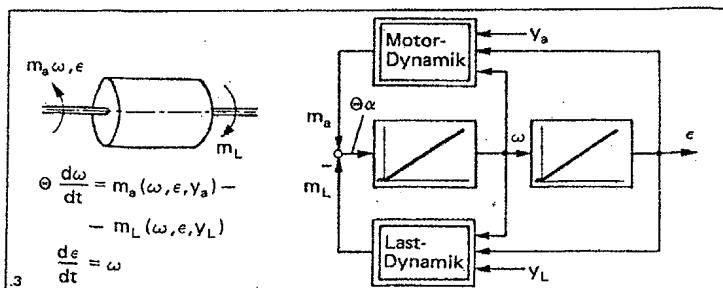 m_a ω, ε
m_L
Θ dω/dt = m_a (ω, ε, y_a) –
– m_L (ω, ε, y_L)
dε/dt = ω
.3
Motor-
Dynamik
y_a
m_a
Θα
–
m_L
ω
ε
Last-
Dynamik
y_L